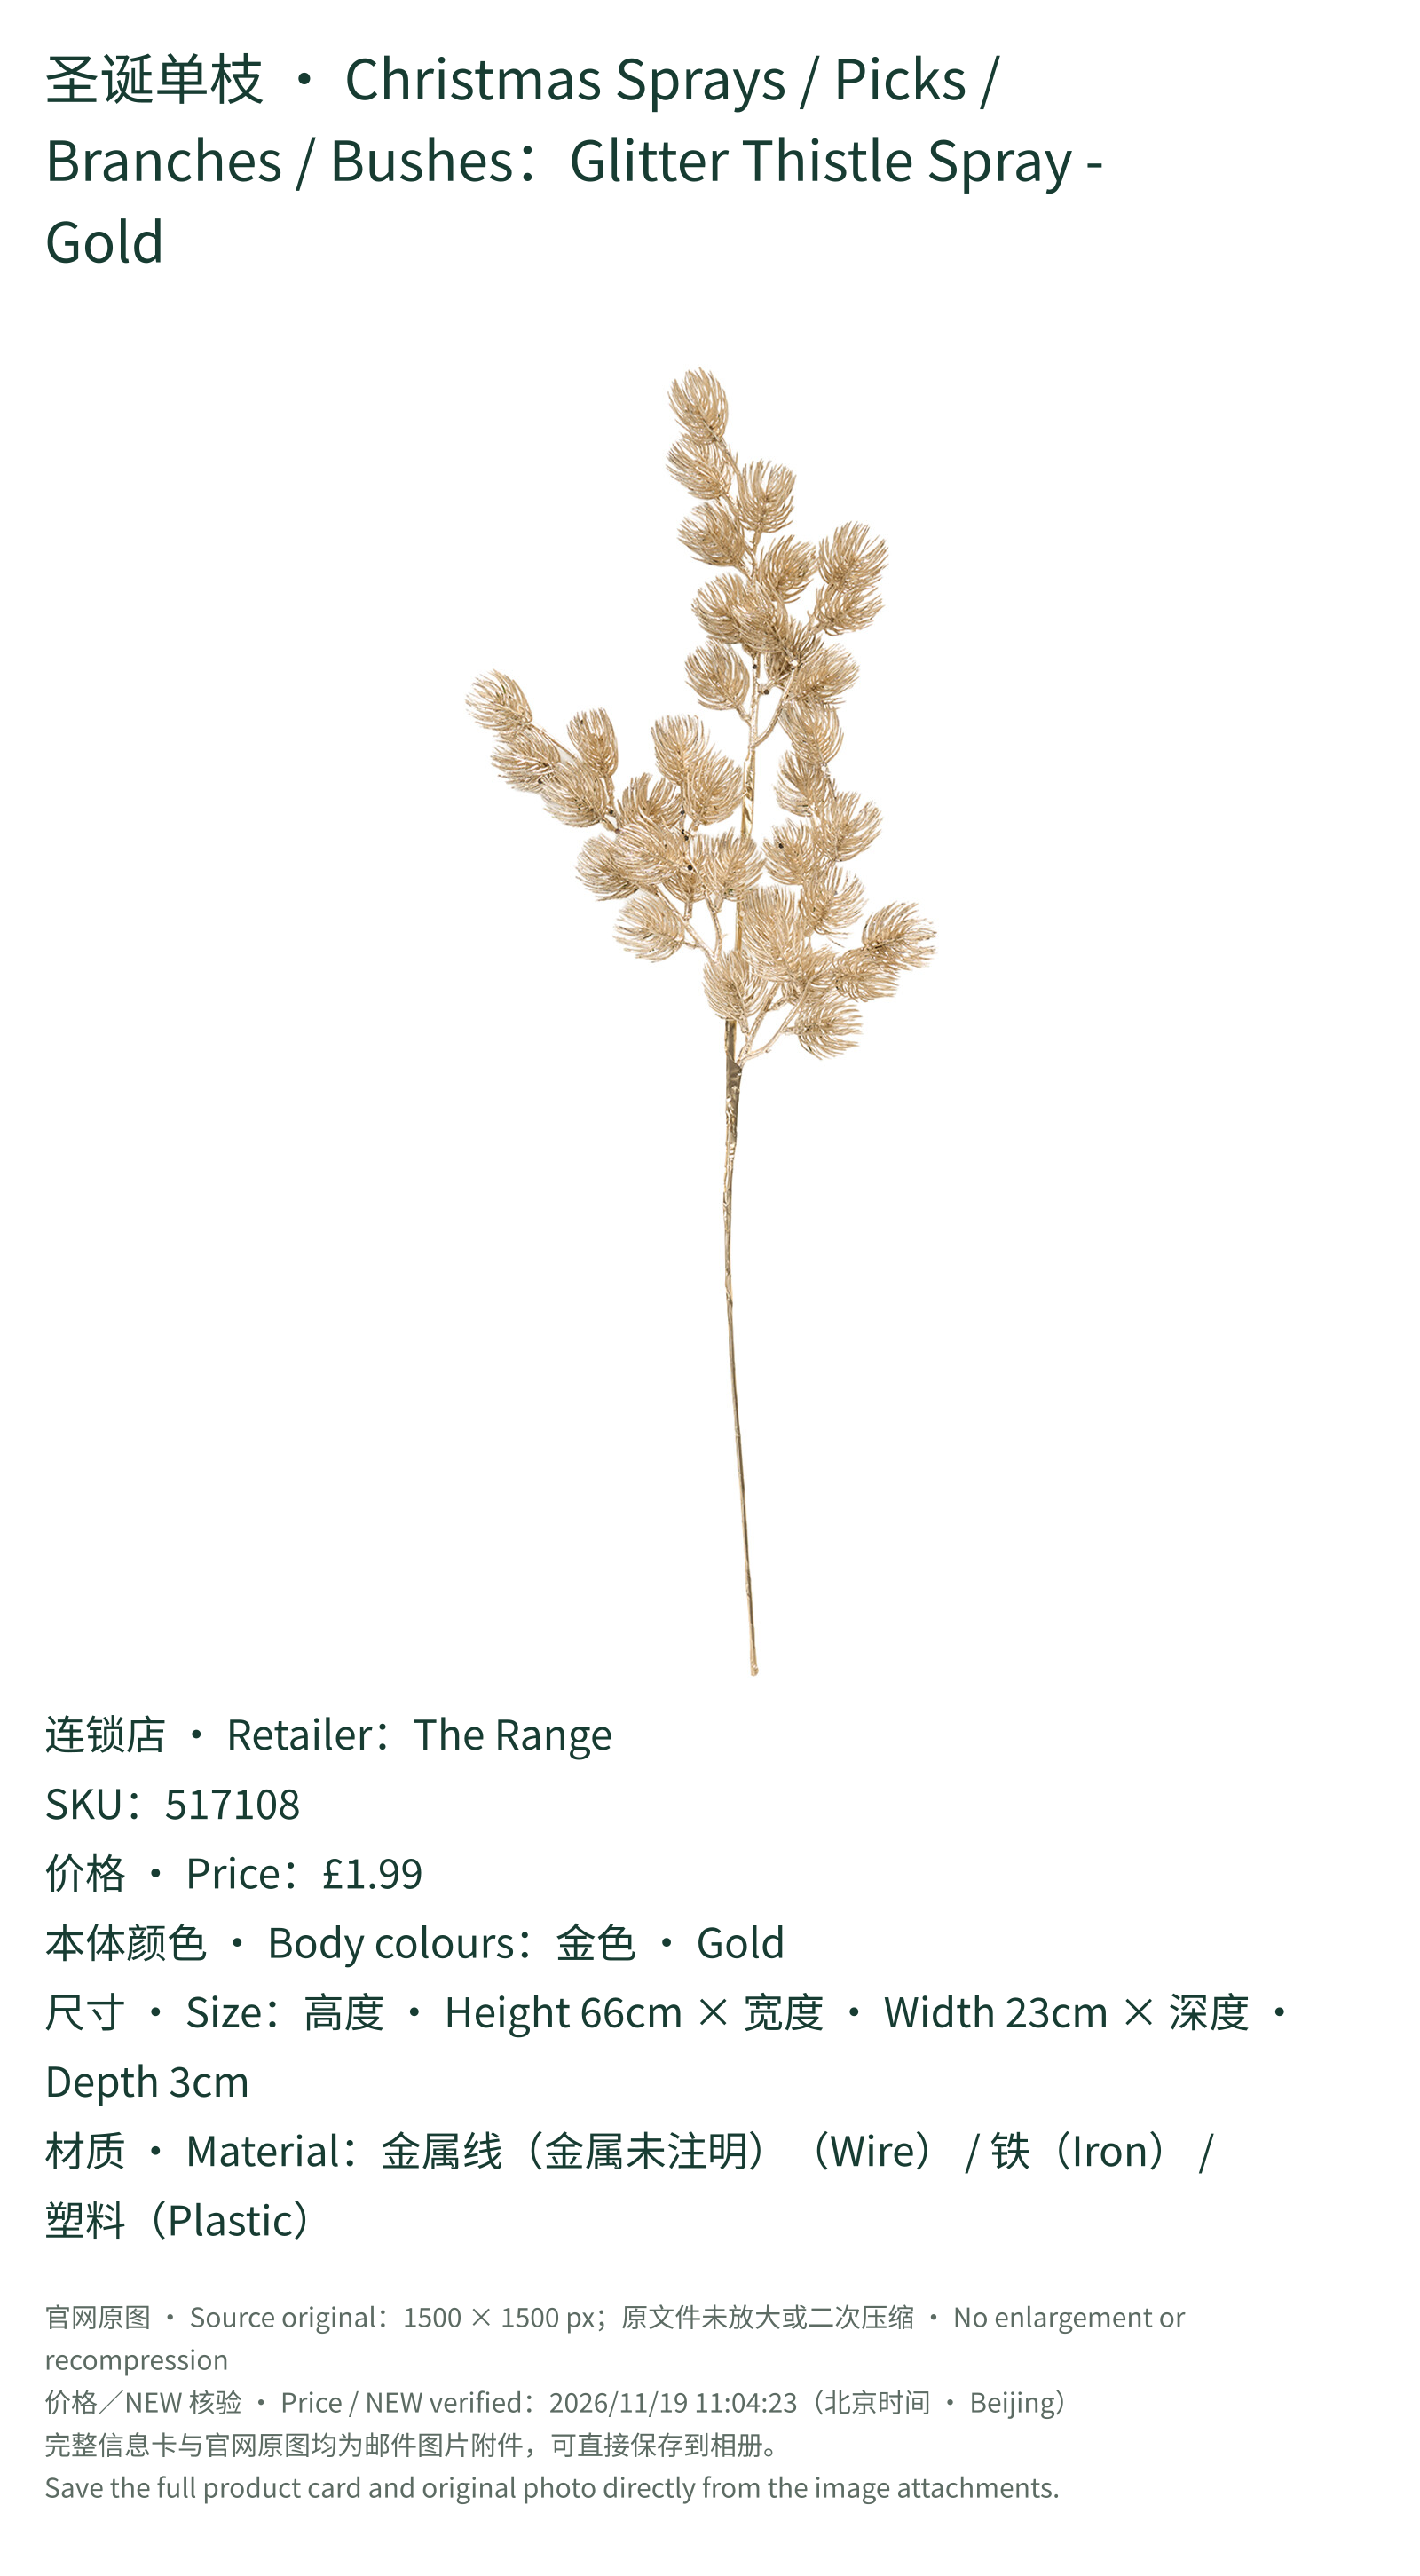 圣诞单枝 · Christmas Sprays / Picks /
Branches / Bushes：Glitter Thistle Spray -
Gold
连锁店 · Retailer：The Range
SKU：517108
价格 · Price：£1.99
本体颜色 · Body colours：金色 · Gold
尺寸 · Size：高度 · Height 66cm × 宽度 · Width 23cm × 深度 ·
Depth 3cm
材质 · Material：金属线（金属未注明）（Wire） / 铁（Iron） /
塑料（Plastic）
官网原图 · Source original：1500 × 1500 px；原文件未放大或二次压缩 · No enlargement or
recompression
价格／NEW 核验 · Price / NEW verified：2026/11/19 11:04:23（北京时间 · Beijing）
完整信息卡与官网原图均为邮件图片附件，可直接保存到相册。
Save the full product card and original photo directly from the image attachments.